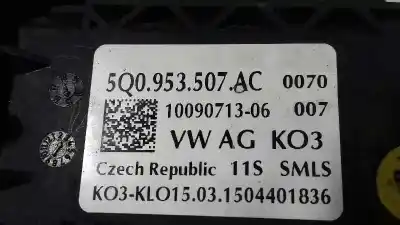 5Q0.953.507.AC 0070
10090713-06 007
VW AG KO3
Czech Republic 11S SMLS
KO3-KLO15.03.1504401836